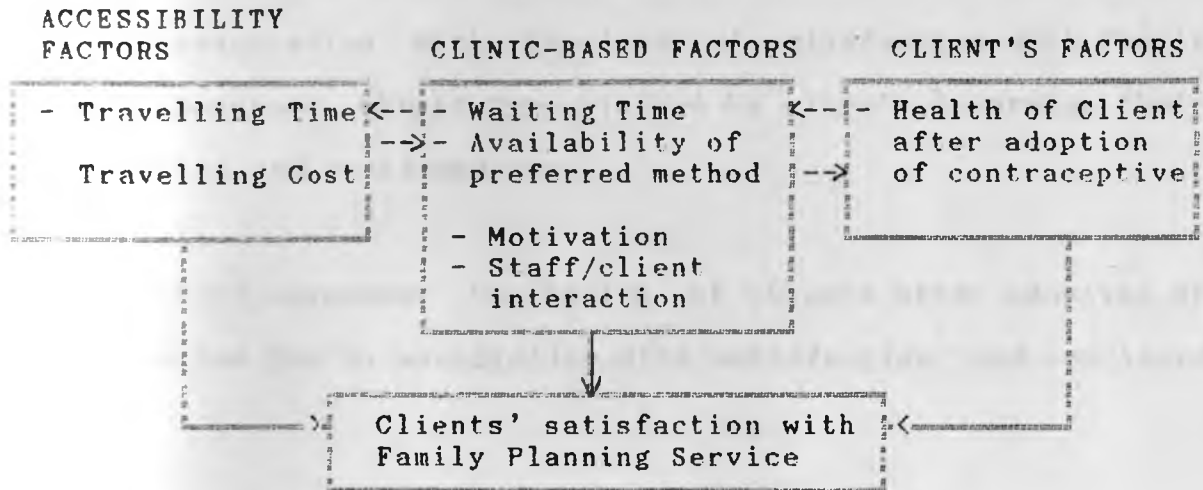 ACCESSIBILITY
FACTORS
- Travelling Time
Travelling Cost
CLINIC-BASED FACTORS
- Waiting Time
- Availability of
preferred method
- Motivation
- Staff/client
interaction
CLIENT'S FACTORS
- Health of Client
after adoption
of contraceptive
Clients' satisfaction with
Family Planning Service